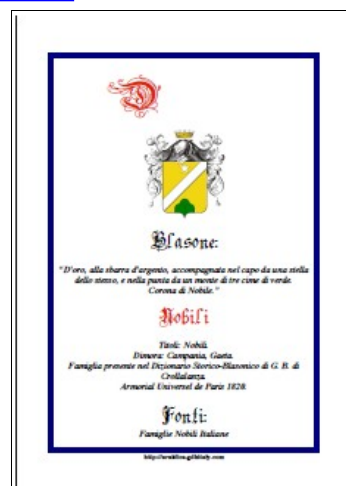 D
Blasone:
"D'oro, alla sbarra d'argento, accompagnata nel capo da una stella
dello stesso, e nella punta da un monte di tre cime di verde.
Corona di Nobile."
Nobili
Titoli: Nobili.
Dimora: Campania, Gaeta.
Famiglia presente nel Dizionario Storico-Blasonico di G. B. di
Crollalanza.
Armorial Universel de Paris 1820.
Fonti:
Famiglie Nobili Italiane